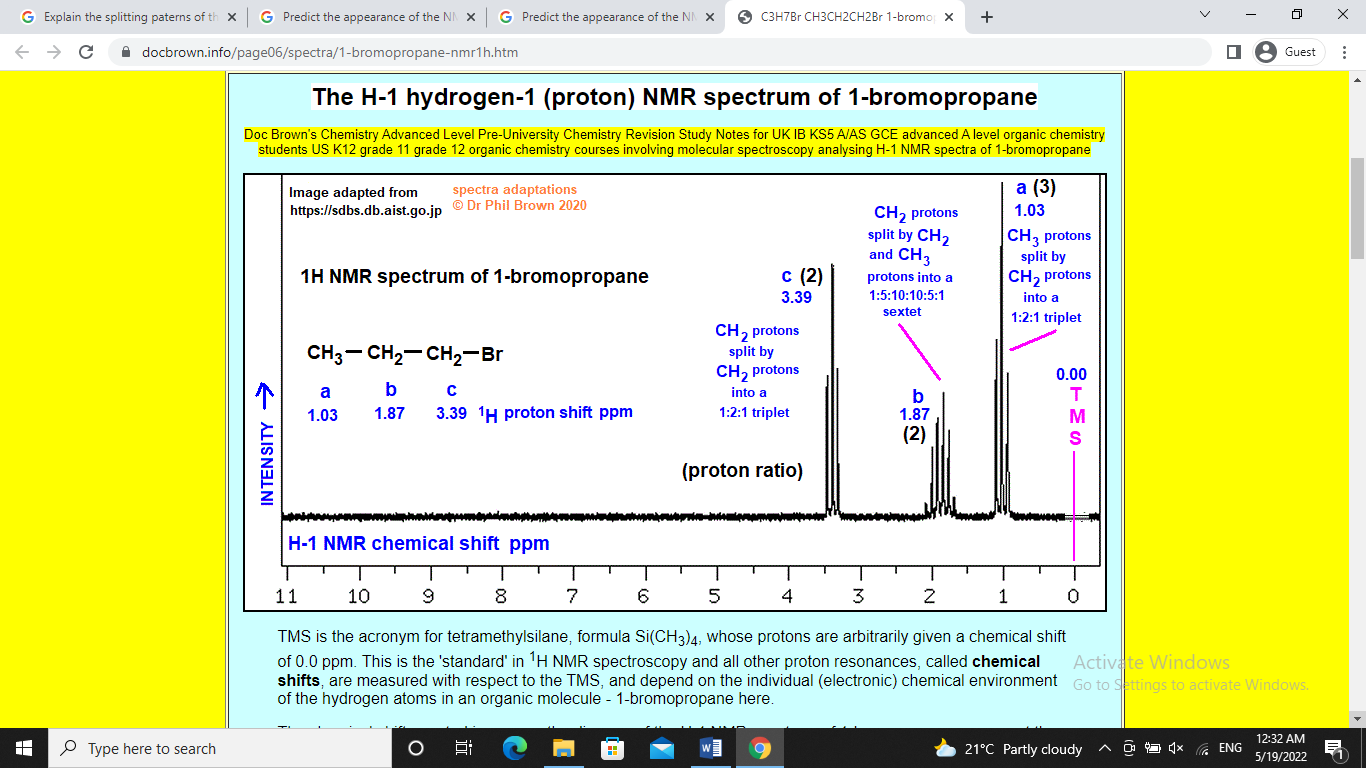 Explain the splitting paterns of th
Predict the appearance of the NN
Predict the appearance of the NN
C3H7Br CH3CH2CH2Br 1-bromo
docbrown.info/page06/spectra/1-bromopropane-nmr1h.htm
Guest
The H-1 hydrogen-1 (proton) NMR spectrum of 1-bromopropane
Doc Brown's Chemistry Advanced Level Pre-University Chemistry Revision Study Notes for UK IB KS5 A/AS GCE advanced A level organic chemistry
students US K12 grade 11 grade 12 organic chemistry courses involving molecular spectroscopy analysing H-1 NMR spectra of 1-bromopropane
Image adapted from
https://sdbs.db.aist.go.jp
spectra adaptations
© Dr Phil Brown 2020
1H NMR spectrum of 1-bromopropane
CH3 — CH2 — CH2 — Br
a b c
1.03 1.87 3.39 1H proton shift ppm
INTENSITY
c (2)
3.39
CH2 protons
split by
CH2 protons
into a
1:2:1 triplet
(proton ratio)
CH2 protons
split by CH2
and CH3
protons into a
1:5:10:10:5:1
sextet
b
1.87
(2)
a (3)
1.03
CH3 protons
split by
CH2 protons
into a
1:2:1 triplet
0.00
T
M
S
H-1 NMR chemical shift ppm
11 10 9 8 7 6 5 4 3 2 1 0
TMS is the acronym for tetramethylsilane, formula Si(CH3)4, whose protons are arbitrarily given a chemical shift
of 0.0 ppm. This is the 'standard' in 1H NMR spectroscopy and all other proton resonances, called chemical
shifts, are measured with respect to the TMS, and depend on the individual (electronic) chemical environment
of the hydrogen atoms in an organic molecule - 1-bromopropane here.
Activate Windows
Go to Settings to activate Windows.
Type here to search
21°C Partly cloudy
ENG
12:32 AM
5/19/2022
1